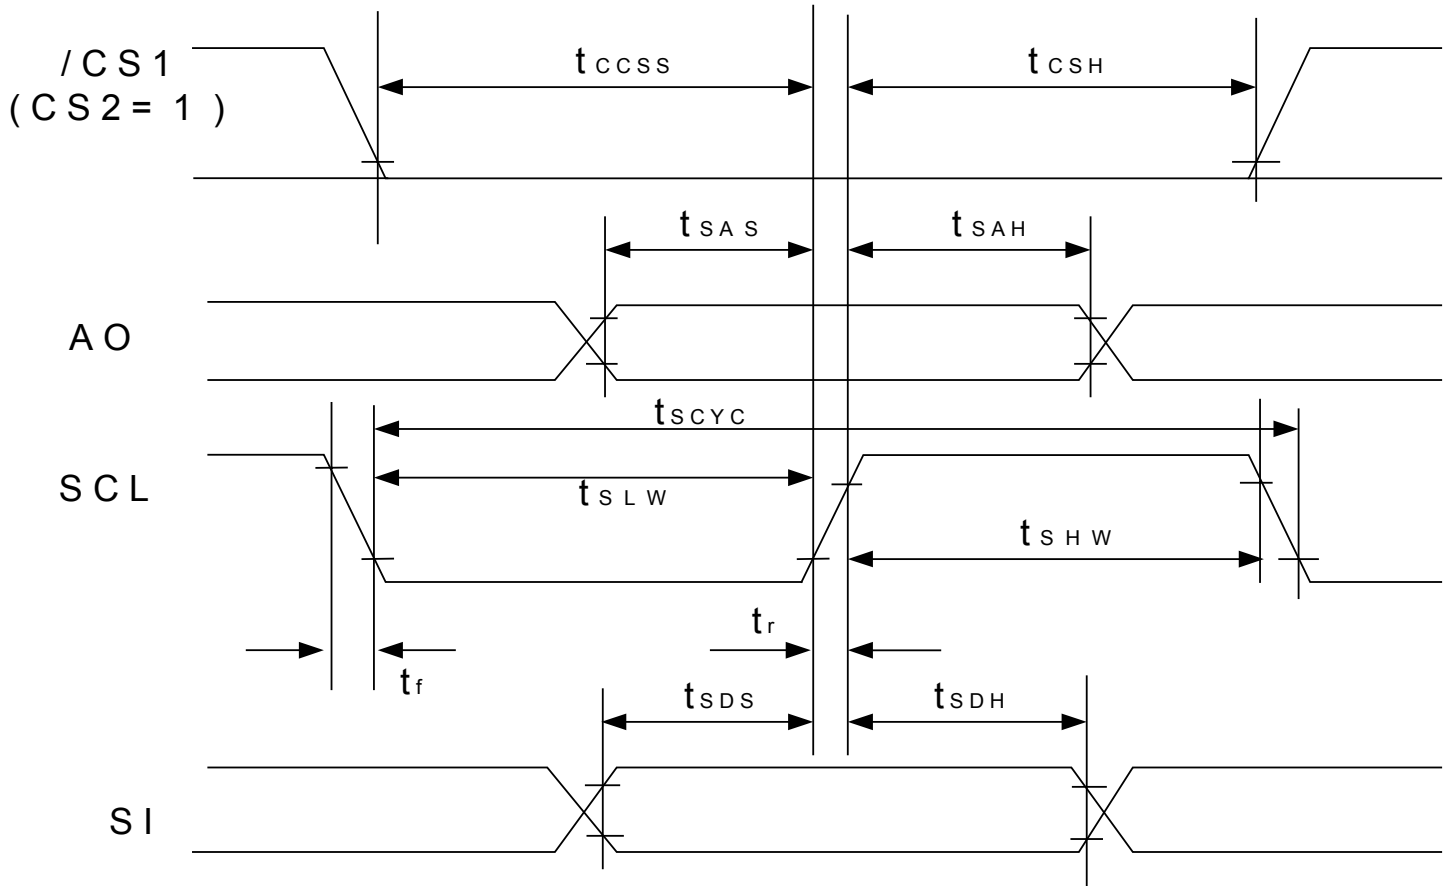 /CS1
(CS2=1)
tCCSS
tCSH
tSAS
tSAH
AO
tSCYC
SCL
tSLW
tSHW
tr
tf
tSDS
tSDH
SI